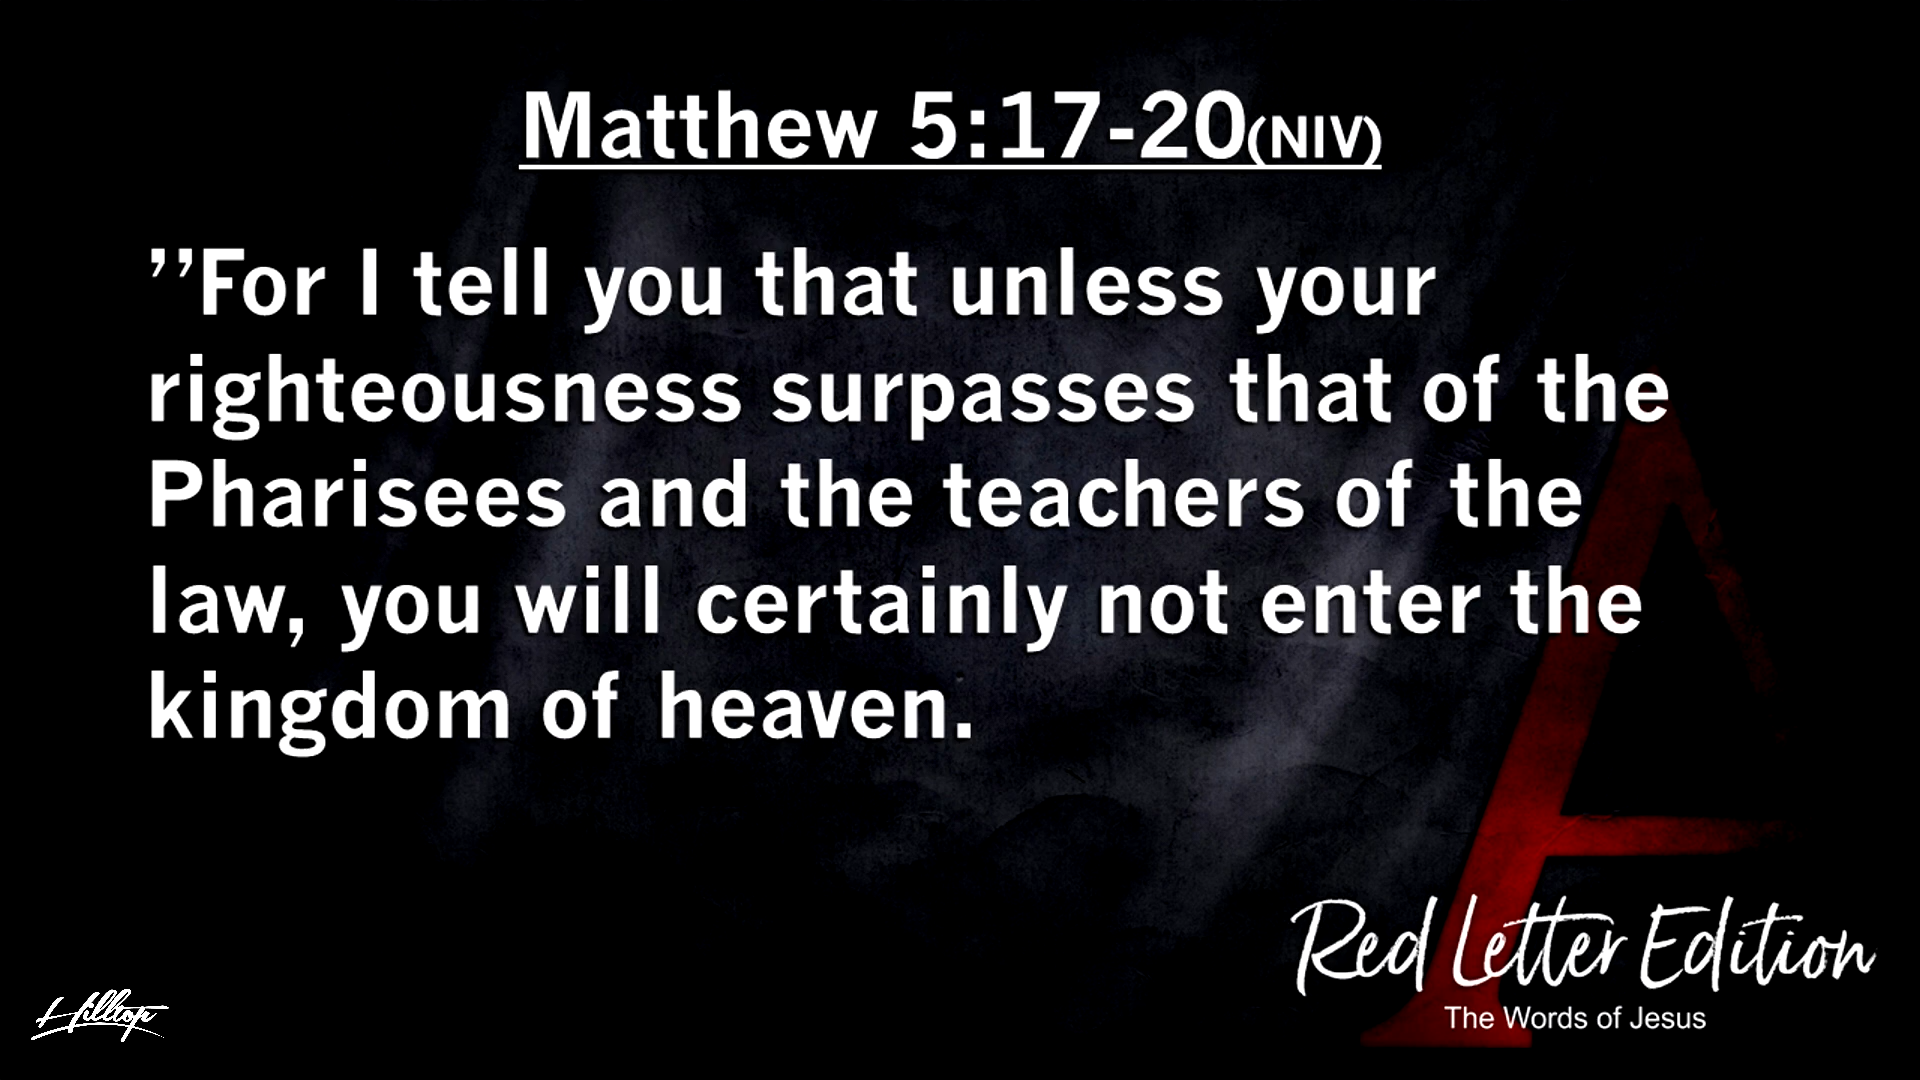 Matthew 5:17-20(NIV)
’’For I tell you that unless your
righteousness surpasses that of the
Pharisees and the teachers of the
law, you will certainly not enter the
kingdom of heaven.
Red Letter Edition
The Words of Jesus
Hilltop